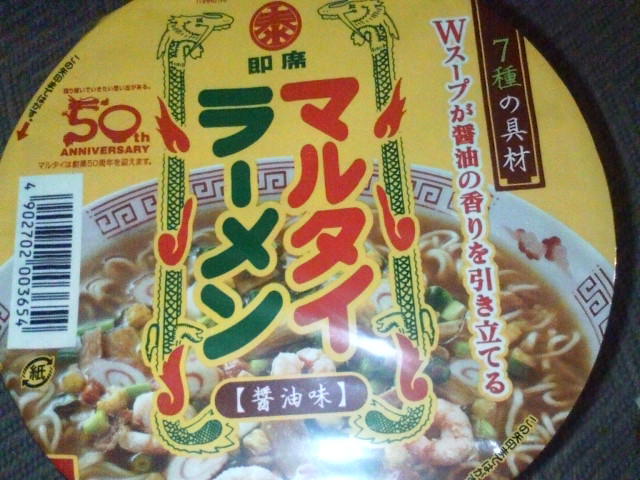 泰
即席
マルタイ
ラーメン
【醤油味】
7種の具材
Wスープが醤油の香りを引き立てる
50th
ANNIVERSARY
マルタイは創業50周年を迎えます。
4 902702 003654
紙